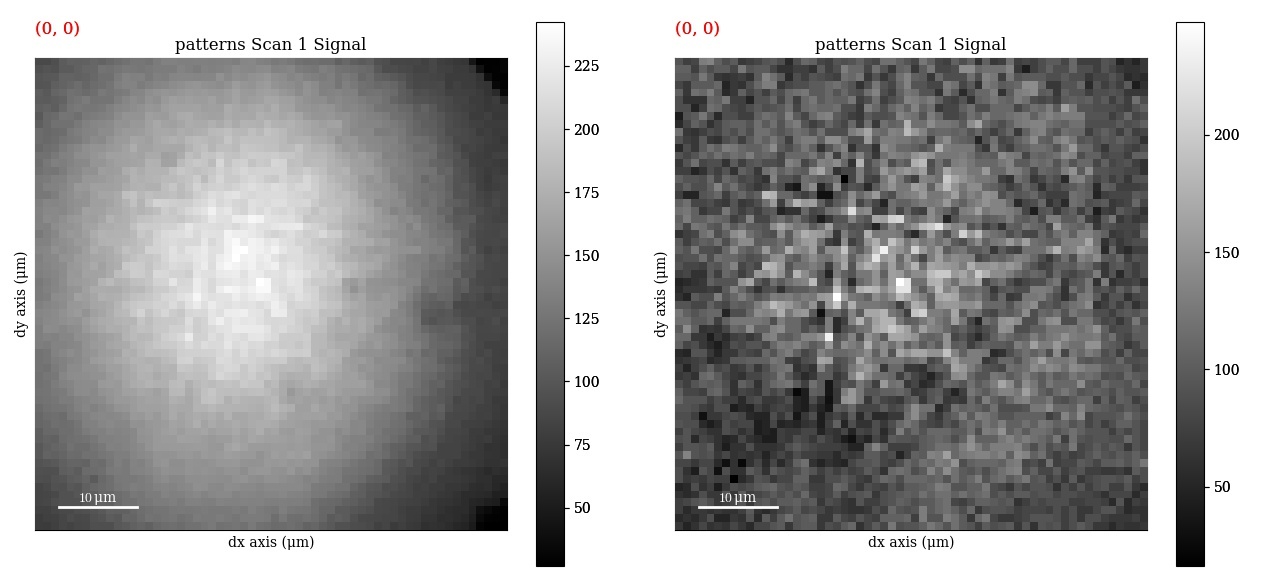 (0, 0)
patterns Scan 1 Signal
225
200
175
150
125
100
75
50
dy axis (μm)
10 μm
dx axis (μm)
(0, 0)
patterns Scan 1 Signal
200
150
100
50
dy axis (μm)
10 μm
dx axis (μm)